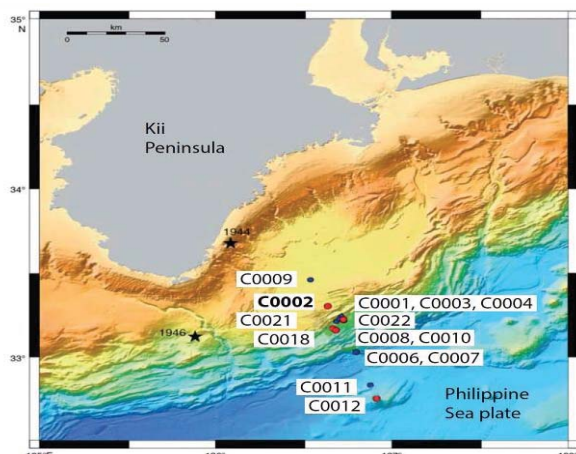 35°
N
km
0
50
Kii
Peninsula
34°
1944
C0009
C0002
C0001, C0003, C0004
C0021
C0022
1946
C0018
C0008, C0010
33°
C0006, C0007
C0011
C0012
Philippine
Sea plate